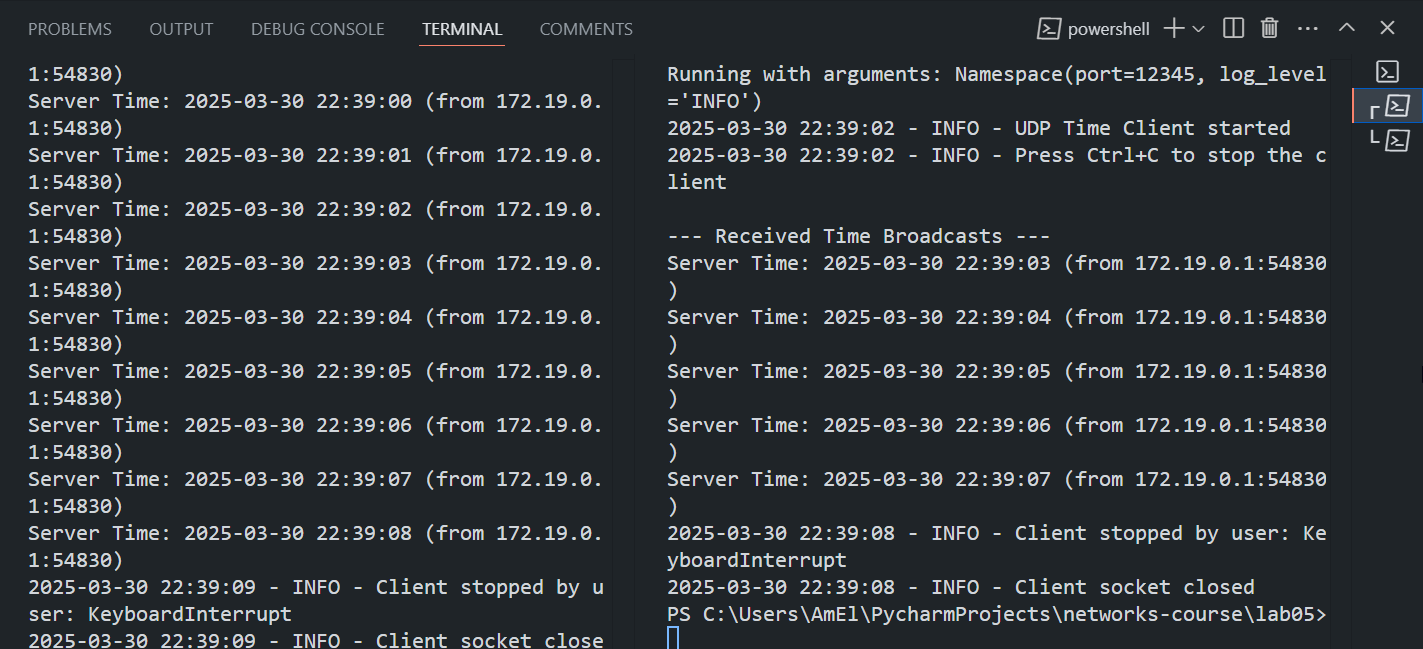 PROBLEMS OUTPUT DEBUG CONSOLE TERMINAL COMMENTS
powershell
1:54830)
Server Time: 2025-03-30 22:39:00 (from 172.19.0.
1:54830)
Server Time: 2025-03-30 22:39:01 (from 172.19.0.
1:54830)
Server Time: 2025-03-30 22:39:02 (from 172.19.0.
1:54830)
Server Time: 2025-03-30 22:39:03 (from 172.19.0.
1:54830)
Server Time: 2025-03-30 22:39:04 (from 172.19.0.
1:54830)
Server Time: 2025-03-30 22:39:05 (from 172.19.0.
1:54830)
Server Time: 2025-03-30 22:39:06 (from 172.19.0.
1:54830)
Server Time: 2025-03-30 22:39:07 (from 172.19.0.
1:54830)
Server Time: 2025-03-30 22:39:08 (from 172.19.0.
1:54830)
2025-03-30 22:39:09 - INFO - Client stopped by u
ser: KeyboardInterrupt
2025-03-30 22:39:09 - INFO - Client socket close
Running with arguments: Namespace(port=12345, log_level
='INFO')
2025-03-30 22:39:02 - INFO - UDP Time Client started
2025-03-30 22:39:02 - INFO - Press Ctrl+C to stop the c
lient
--- Received Time Broadcasts ---
Server Time: 2025-03-30 22:39:03 (from 172.19.0.1:54830
)
Server Time: 2025-03-30 22:39:04 (from 172.19.0.1:54830
)
Server Time: 2025-03-30 22:39:05 (from 172.19.0.1:54830
)
Server Time: 2025-03-30 22:39:06 (from 172.19.0.1:54830
)
Server Time: 2025-03-30 22:39:07 (from 172.19.0.1:54830
)
2025-03-30 22:39:08 - INFO - Client stopped by user: Ke
yboardInterrupt
2025-03-30 22:39:08 - INFO - Client socket closed
PS C:\Users\AmEl\PycharmProjects\networks-course\lab05>